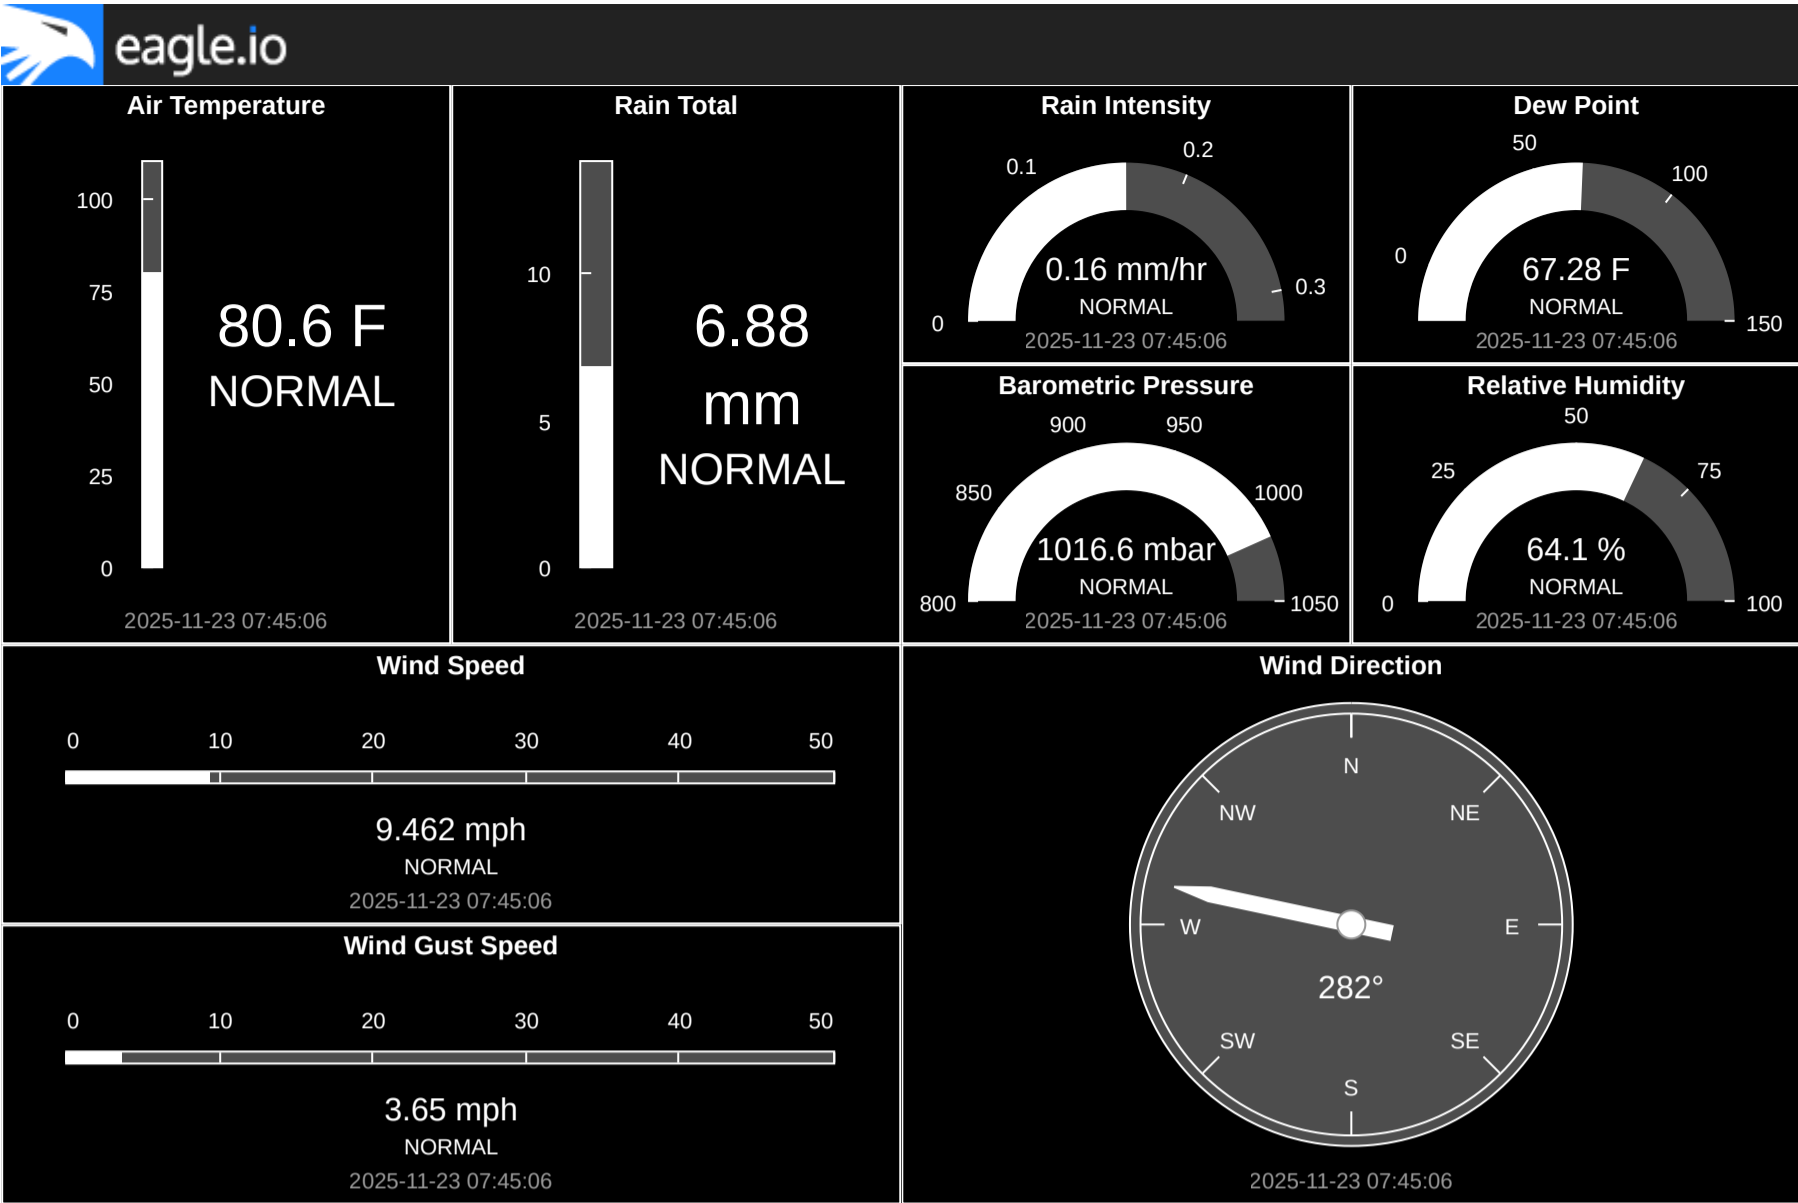 eagle.io
Air Temperature
100
75
50
25
0
80.6 F
NORMAL
2025-11-23 07:45:06
Rain Total
10
5
0
6.88
mm
NORMAL
2025-11-23 07:45:06
Rain Intensity
0
0.1
0.2
0.3
0.16 mm/hr
NORMAL
2025-11-23 07:45:06
Dew Point
0
50
100
150
67.28 F
NORMAL
2025-11-23 07:45:06
Barometric Pressure
800
850
900
950
1000
1050
1016.6 mbar
NORMAL
2025-11-23 07:45:06
Relative Humidity
0
25
50
75
100
64.1 %
NORMAL
2025-11-23 07:45:06
Wind Speed
0 10 20 30 40 50
9.462 mph
NORMAL
2025-11-23 07:45:06
Wind Gust Speed
0 10 20 30 40 50
3.65 mph
NORMAL
2025-11-23 07:45:06
Wind Direction
N
NW NE
W E
282°
SW SE
S
2025-11-23 07:45:06